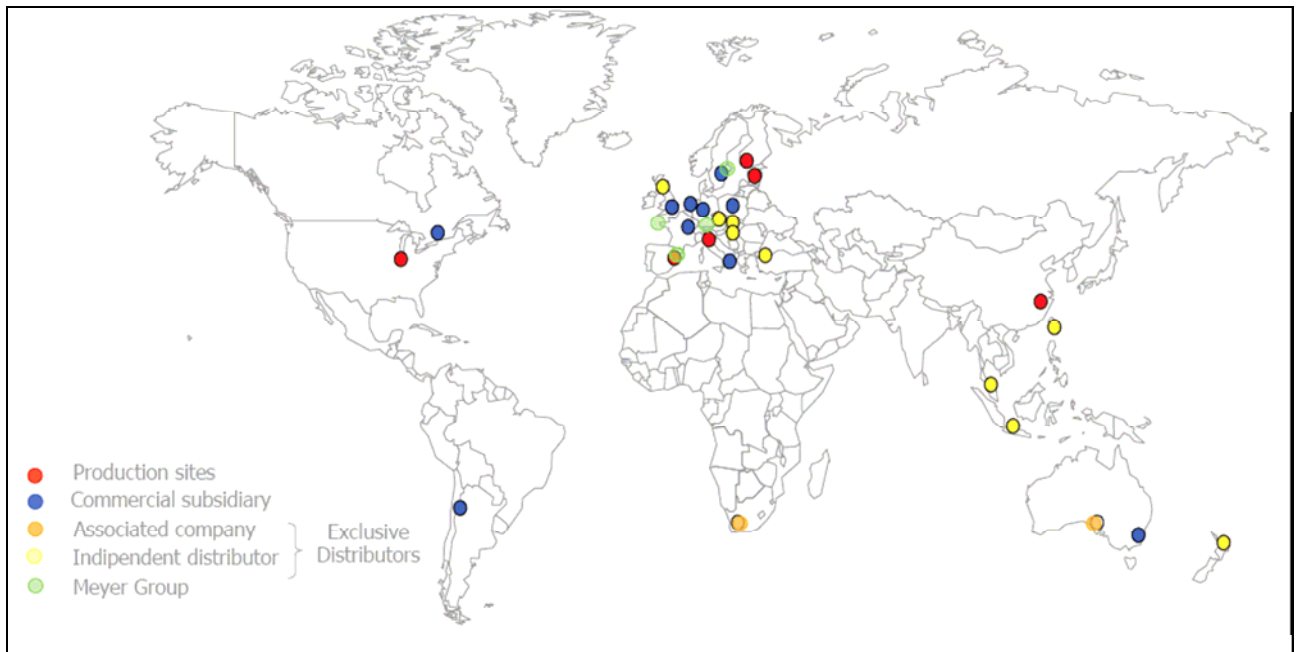 Production sites
Commercial subsidiary
Associated company
Indipendent distributor
Meyer Group
Exclusive
Distributors